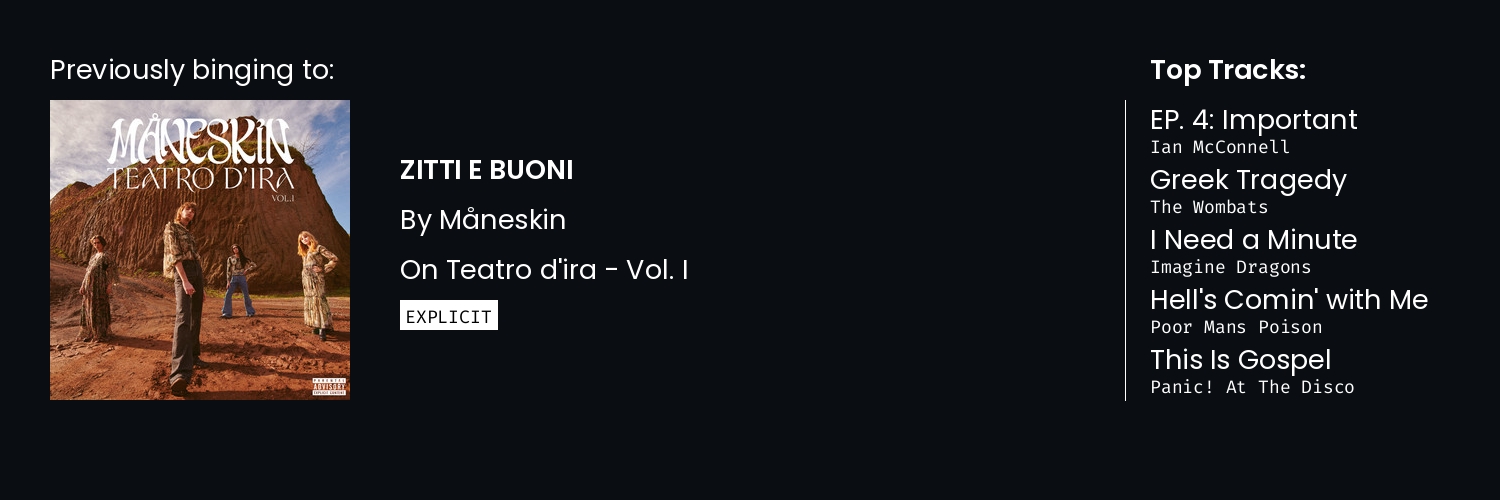 Previously binging to:
MÅNESKIN
TEATRO D'IRA
VOL.I
PARENTAL
ADVISORY
EXPLICIT CONTENT
ZITTI E BUONI
By Måneskin
On Teatro d'ira - Vol. I
EXPLICIT
Top Tracks:
EP. 4: Important
Ian McConnell
Greek Tragedy
The Wombats
I Need a Minute
Imagine Dragons
Hell's Comin' with Me
Poor Mans Poison
This Is Gospel
Panic! At The Disco